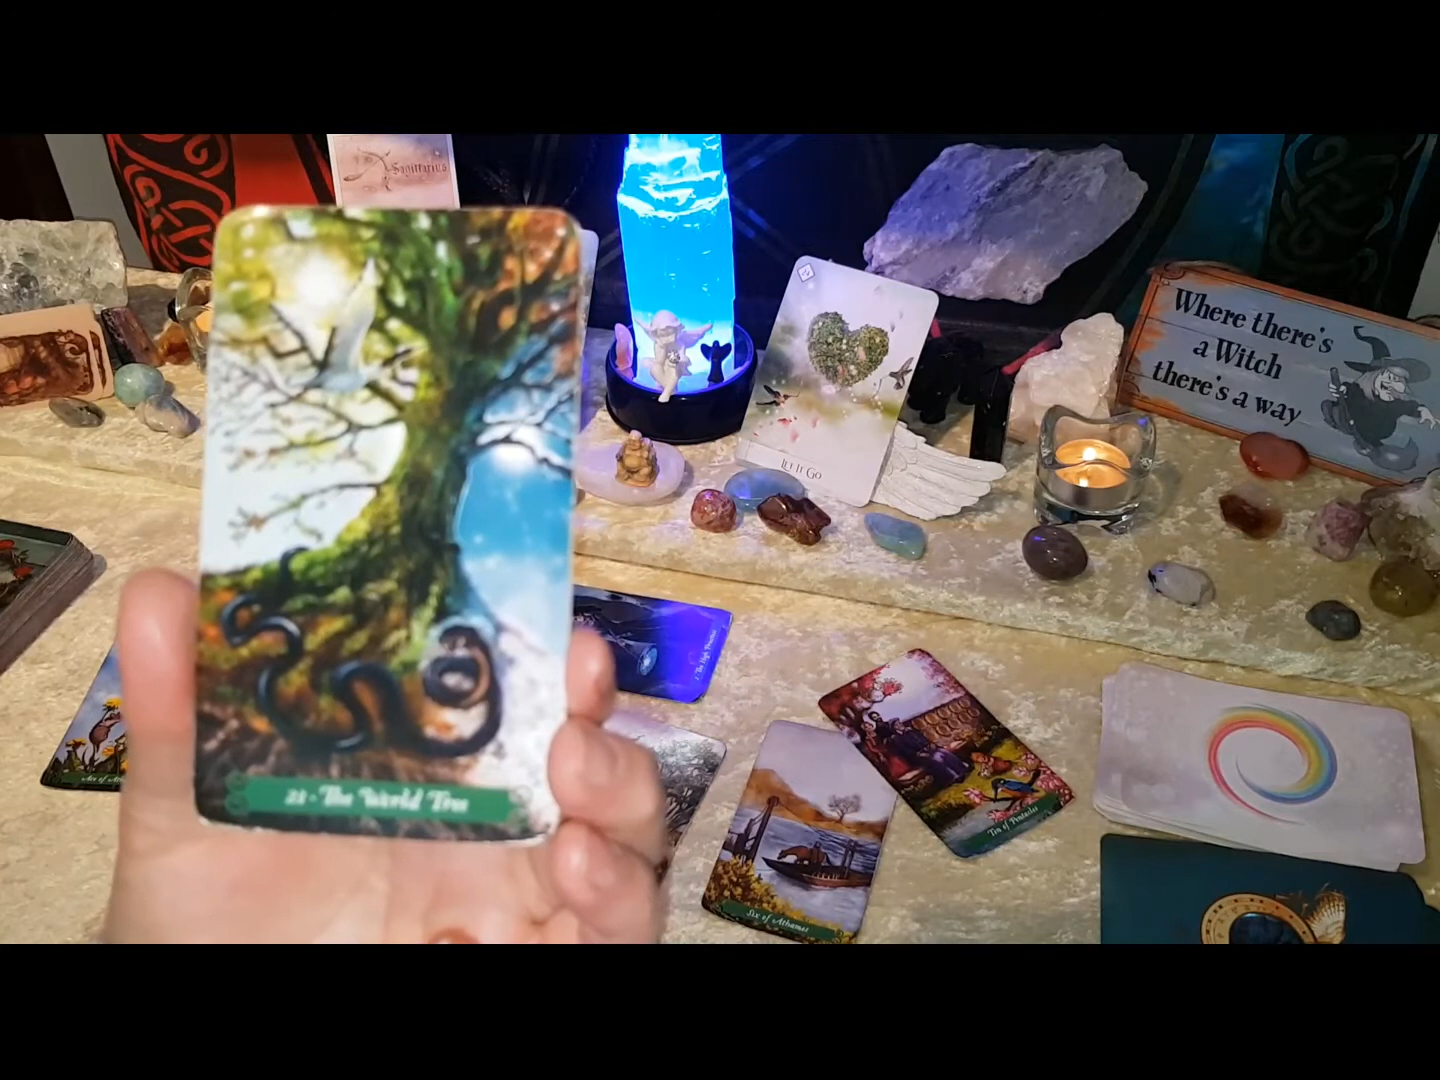 Sagittarius
Where there's
a Witch
there's a way
Let It Go
21 - The World Tree
Ten of Pentacles
Six of Athames